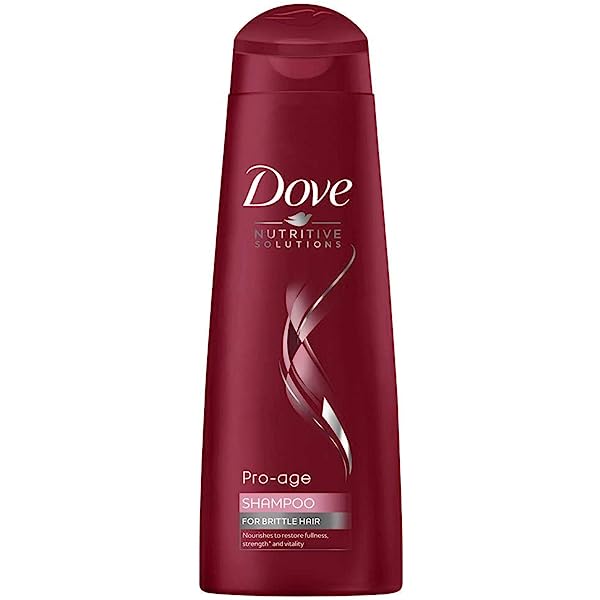 Dove
NUTRITIVE
SOLUTIONS
Pro-age
SHAMPOO
FOR BRITTLE HAIR
Nourishes to restore fullness,
strength* and vitality